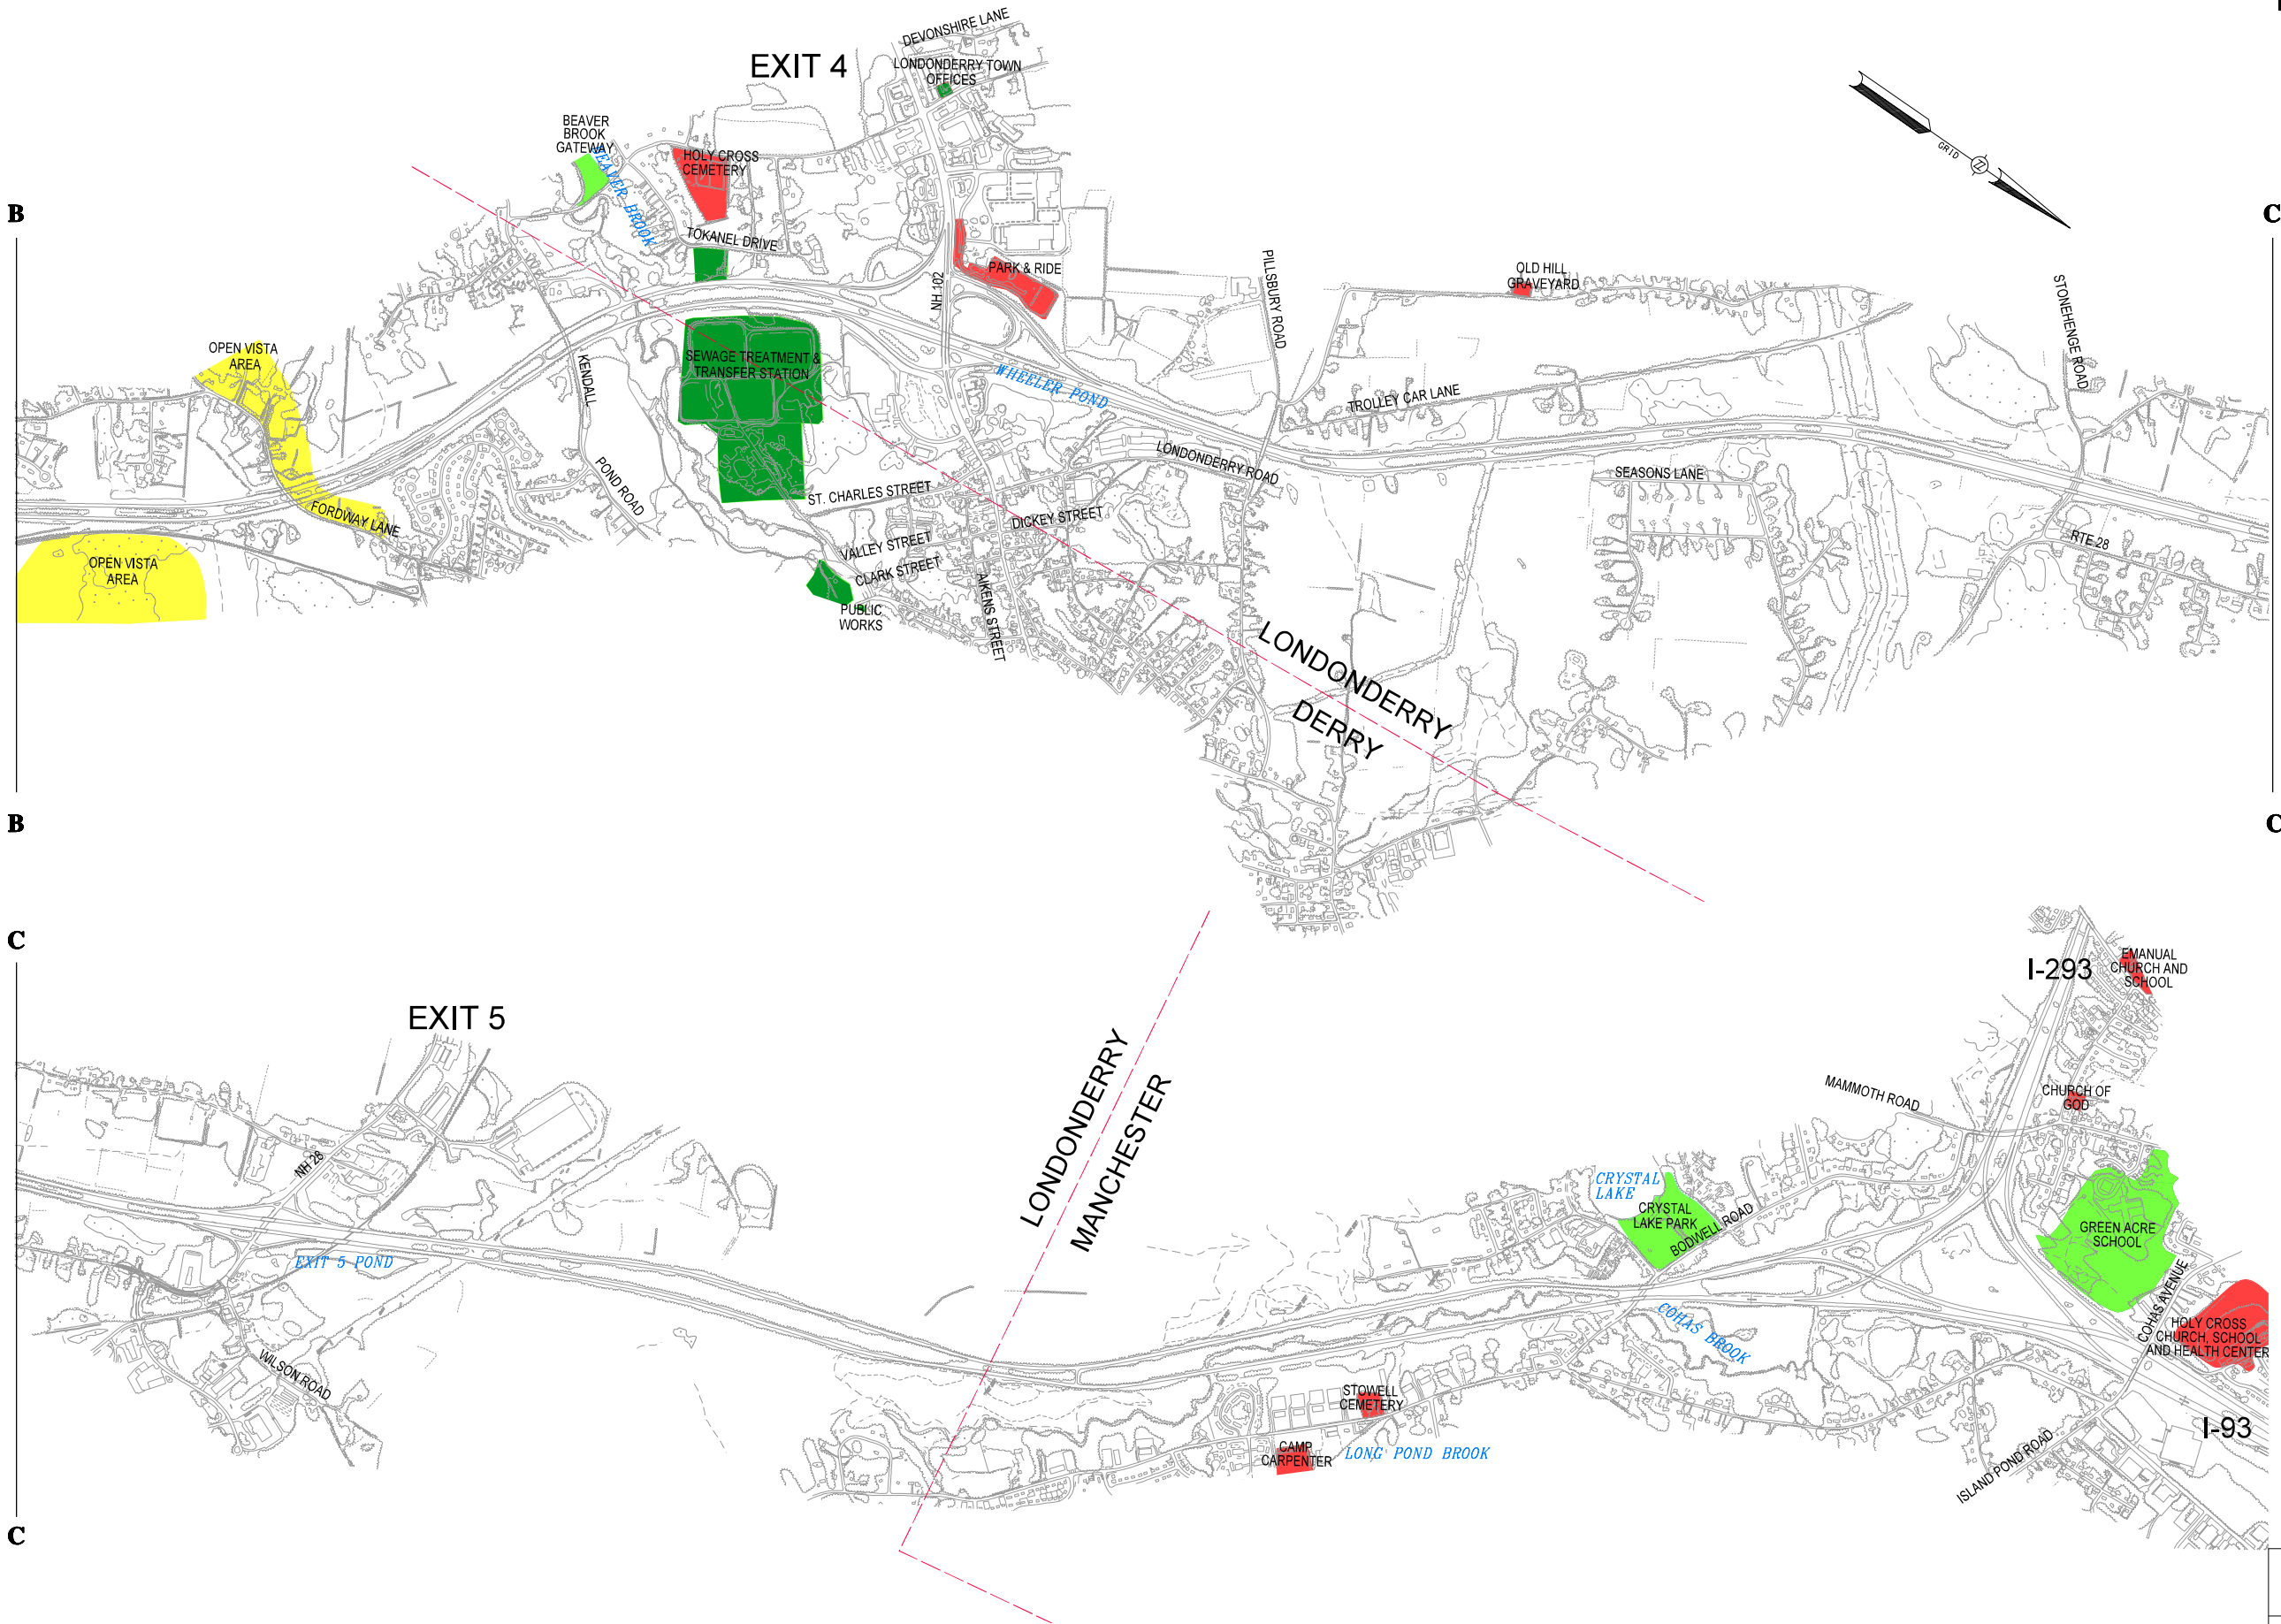 DEVONSHIRE LANE
EXIT 4
LONDONDERRY TOWN
OFFICES
BEAVER
BROOK
GATEWAY
BEAVER BROOK
HOLY CROSS
CEMETERY
GRID
N
B
C
TOKANEL DRIVE
NH 102
PARK & RIDE
PILLSBURY ROAD
OLD HILL
GRAVEYARD
STONEHENGE ROAD
OPEN VISTA
AREA
KENDALL
POND ROAD
SEWAGE TREATMENT &
TRANSFER STATION
WHEELER POND
TROLLEY CAR LANE
LONDONDERRY ROAD
SEASONS LANE
FORDWAY LANE
ST. CHARLES STREET
DICKEY STREET
RTE 28
OPEN VISTA
AREA
VALLEY STREET
CLARK STREET
AIKENS STREET
PUBLIC
WORKS
LONDONDERRY
DERRY
B
C
C
EMANUAL
CHURCH AND
SCHOOL
I-293
EXIT 5
LONDONDERRY
MANCHESTER
MAMMOTH ROAD
CHURCH OF
GOD
NH 28
CRYSTAL
LAKE
CRYSTAL
LAKE PARK
BODWELL ROAD
GREEN ACRE
SCHOOL
EXIT 5 POND
COHAS AVENUE
COHAS BROOK
HOLY CROSS
CHURCH, SCHOOL
AND HEALTH CENTER
WILSON ROAD
STOWELL
CEMETERY
CAMP
CARPENTER
LONG POND BROOK
I-93
ISLAND POND ROAD
C